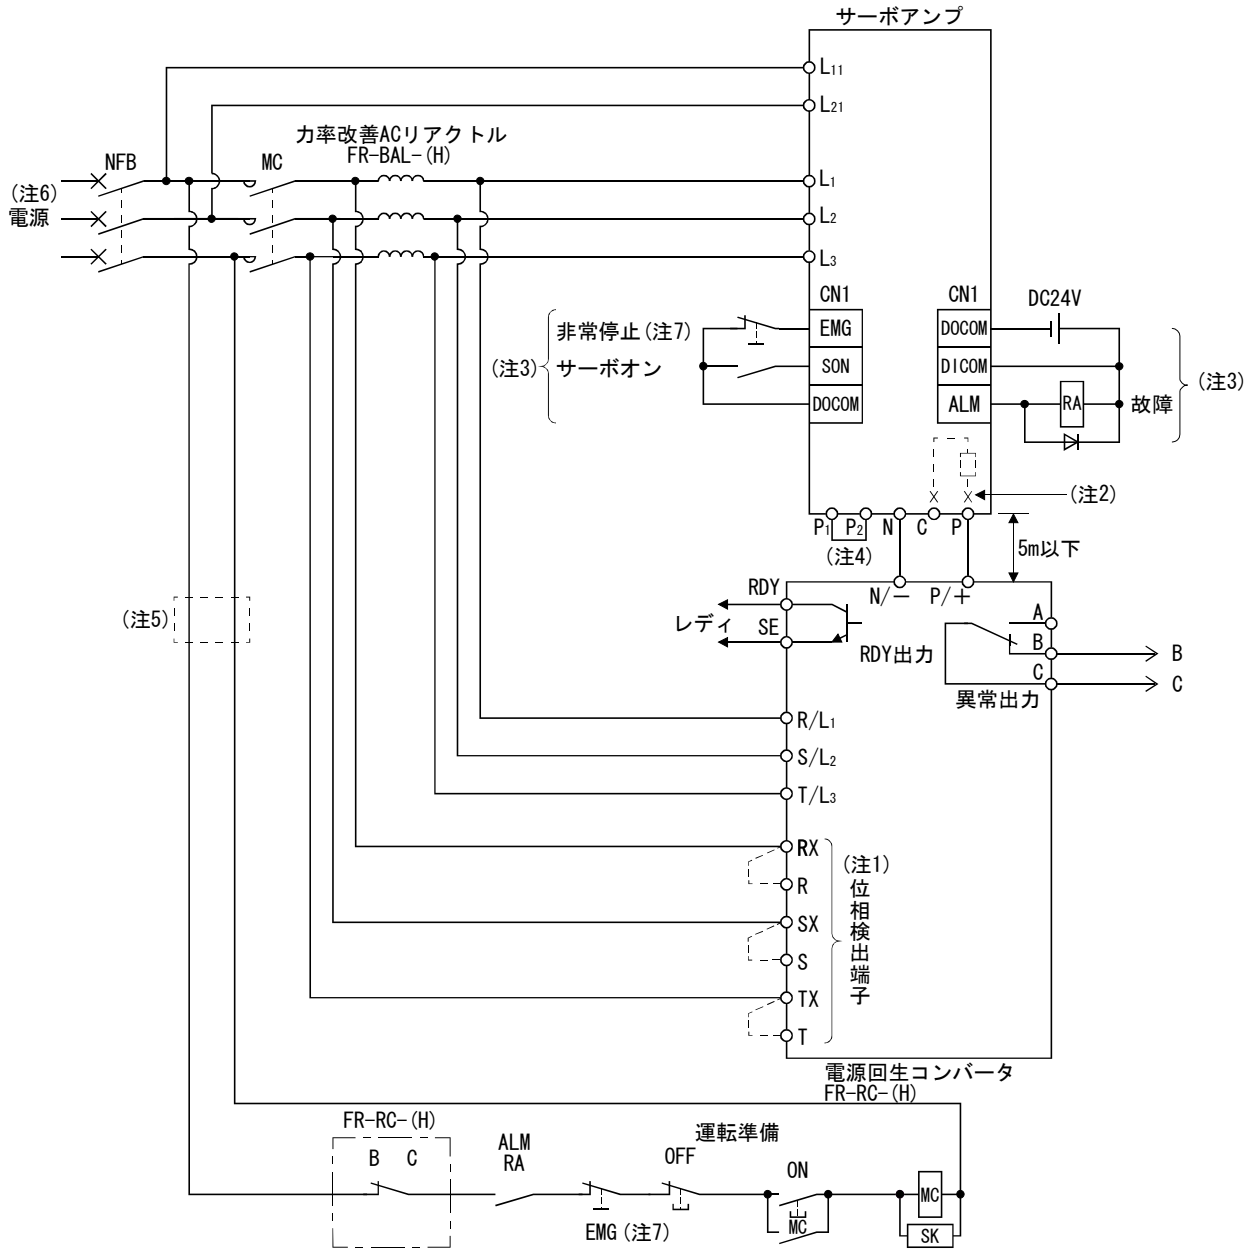 サーボアンプ
L11
L21
力率改善ACリアクトル
FR-BAL-(H)
NFB
MC
(注6)
電源
L1
L2
L3
CN1
CN1
DC24V
非常停止(注7)
EMG
DOCOM
(注3)
サーボオン
SON
DICOM
(注3)
DOCOM
ALM
RA
故障
(注2)
P1
P2
N
C
P
(注4)
5m以下
N/－
P/＋
RDY
レディ
SE
RDY出力
A
B
B
C
C
異常出力
(注5)
R/L1
S/L2
T/L3
RX
R
SX
S
TX
T
(注1)
位相検出端子
電源回生コンバータ
FR-RC-(H)
FR-RC-(H)
B C
ALM
RA
運転準備
OFF
ON
MC
EMG(注7)
MC
SK